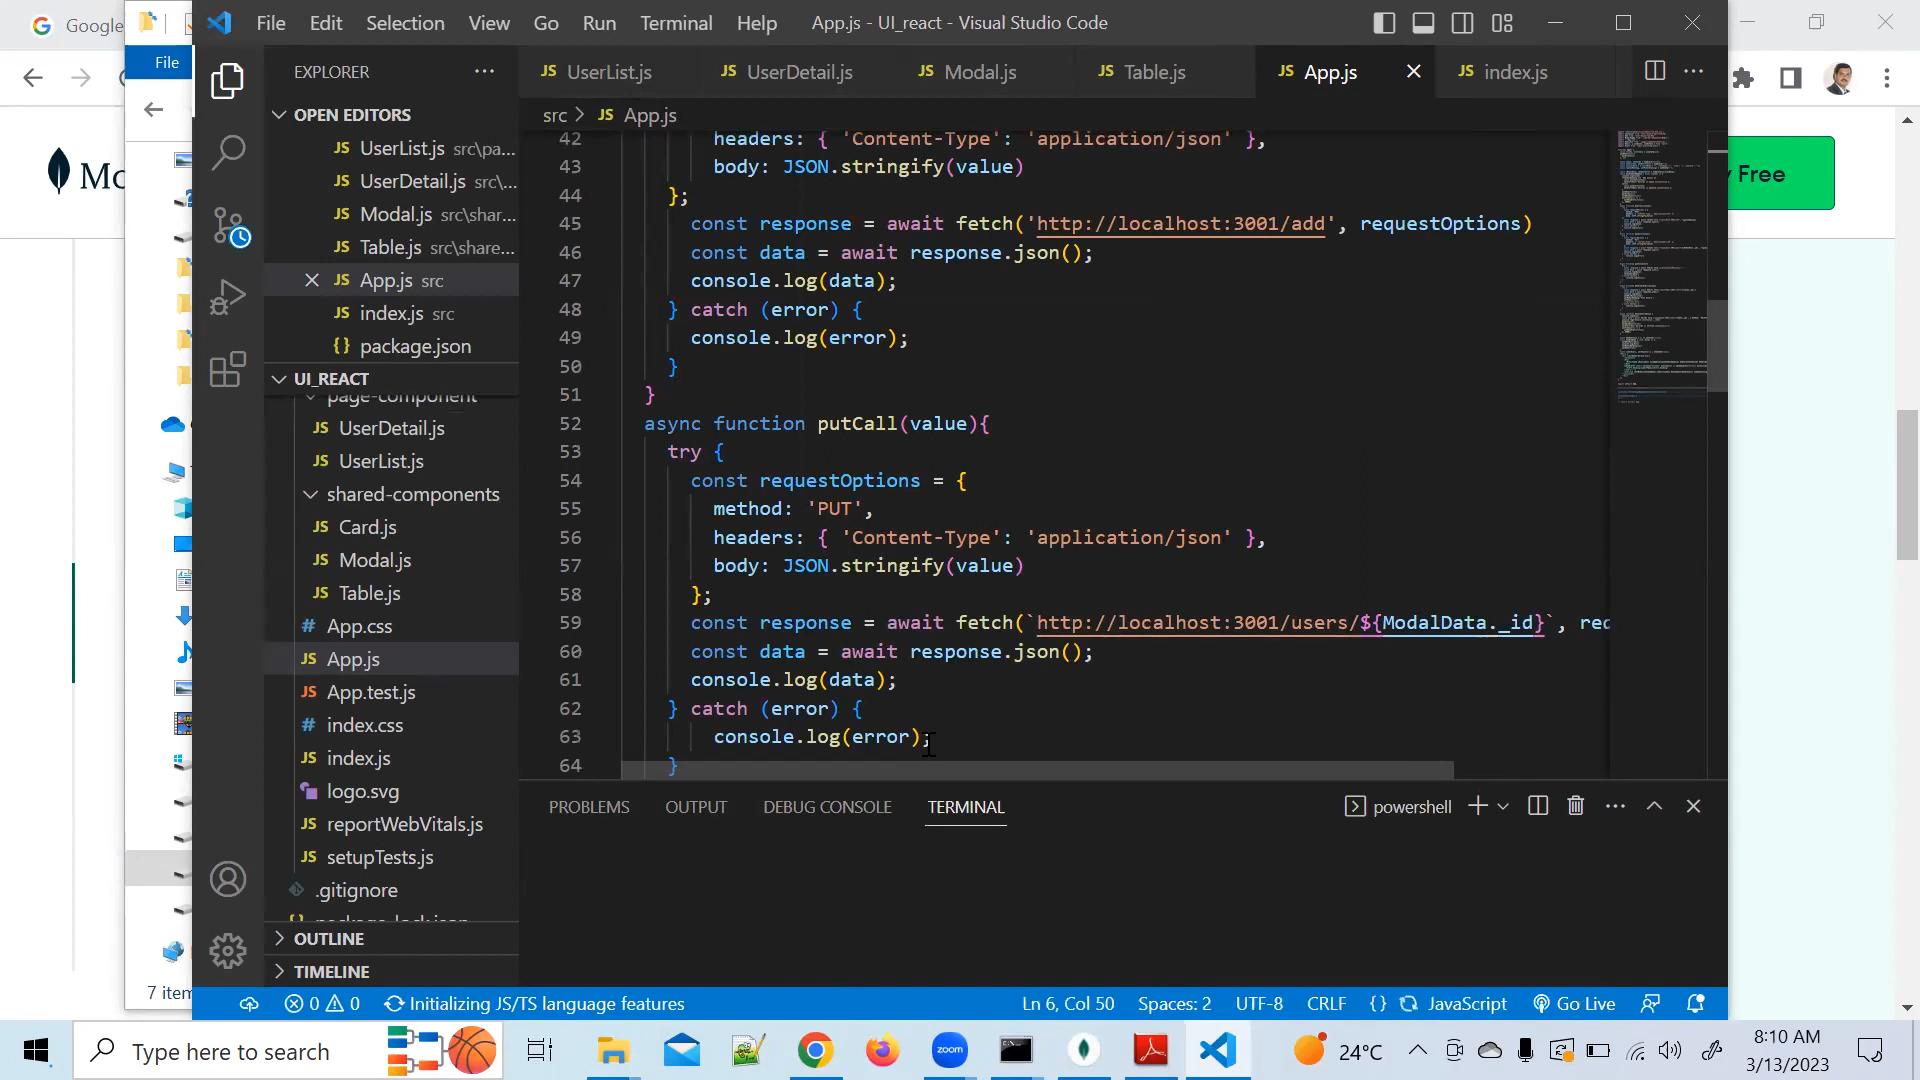 Google
File
Edit
Selection
View
Go
Run
Terminal
Help
App.js - UI_react - Visual Studio Code
File
EXPLORER
UserList.js
UserDetail.js
Modal.js
Table.js
App.js
index.js
OPEN EDITORS
src > JS App.js
UserList.js src\pa...
UserDetail.js src\...
Modal.js src\shar...
Table.js src\share...
App.js src
index.js src
{} package.json
UI_REACT
page-component
UserDetail.js
UserList.js
shared-components
Card.js
Modal.js
Table.js
# App.css
App.js
App.test.js
# index.css
index.js
logo.svg
reportWebVitals.js
setupTests.js
.gitignore
OUTLINE
TIMELINE
42 headers: { 'Content-Type': 'application/json' },
43 body: JSON.stringify(value)
44 };
45 const response = await fetch('http://localhost:3001/add', requestOptions)
46 const data = await response.json();
47 console.log(data);
48 } catch (error) {
49 console.log(error);
50 }
51 }
52 async function putCall(value){
53 try {
54 const requestOptions = {
55 method: 'PUT',
56 headers: { 'Content-Type': 'application/json' },
57 body: JSON.stringify(value)
58 };
59 const response = await fetch(`http://localhost:3001/users/${ModalData._id}`, req
60 const data = await response.json();
61 console.log(data);
62 } catch (error) {
63 console.log(error);
64 }
PROBLEMS
OUTPUT
DEBUG CONSOLE
TERMINAL
powershell
Free
7 item
0 0
Initializing JS/TS language features
Ln 6, Col 50
Spaces: 2
UTF-8
CRLF
{} JavaScript
Go Live
Type here to search
zoom
24°C
8:10 AM
3/13/2023